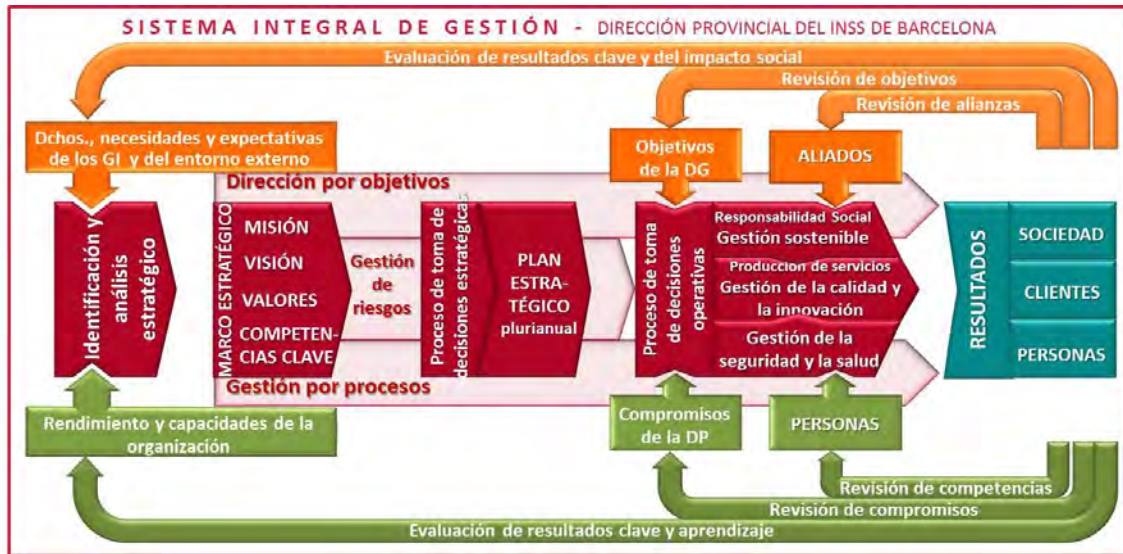 SISTEMA INTEGRAL DE GESTIÓN - DIRECCIÓN PROVINCIAL DEL INSS DE BARCELONA
Evaluación de resultados clave y del impacto social
Revisión de objetivos
Revisión de alianzas
Dchos., necesidades y expectativas
de los GI y del entorno externo
Objetivos
de la DG
ALIADOS
Dirección por objetivos
Identificación y
análisis
estratégico
MARCO ESTRATÉGICO
MISIÓN
VISIÓN
VALORES
COMPETEN-
CIAS CLAVE
Gestión
de
riesgos
Proceso de toma de
decisiones estratégicas
PLAN
ESTRA-
TÉGICO
plurianual
Proceso de toma
de decisiones
operativas
Responsabilidad Social
Gestión sostenible
Producción de servicios
Gestión de la calidad y
la innovación
Gestión de la
seguridad y la salud
RESULTADOS
SOCIEDAD
CLIENTES
PERSONAS
Gestión por procesos
Rendimiento y capacidades de la
organización
Compromisos
de la DP
PERSONAS
Revisión de competencias
Revisión de compromisos
Evaluación de resultados clave y aprendizaje